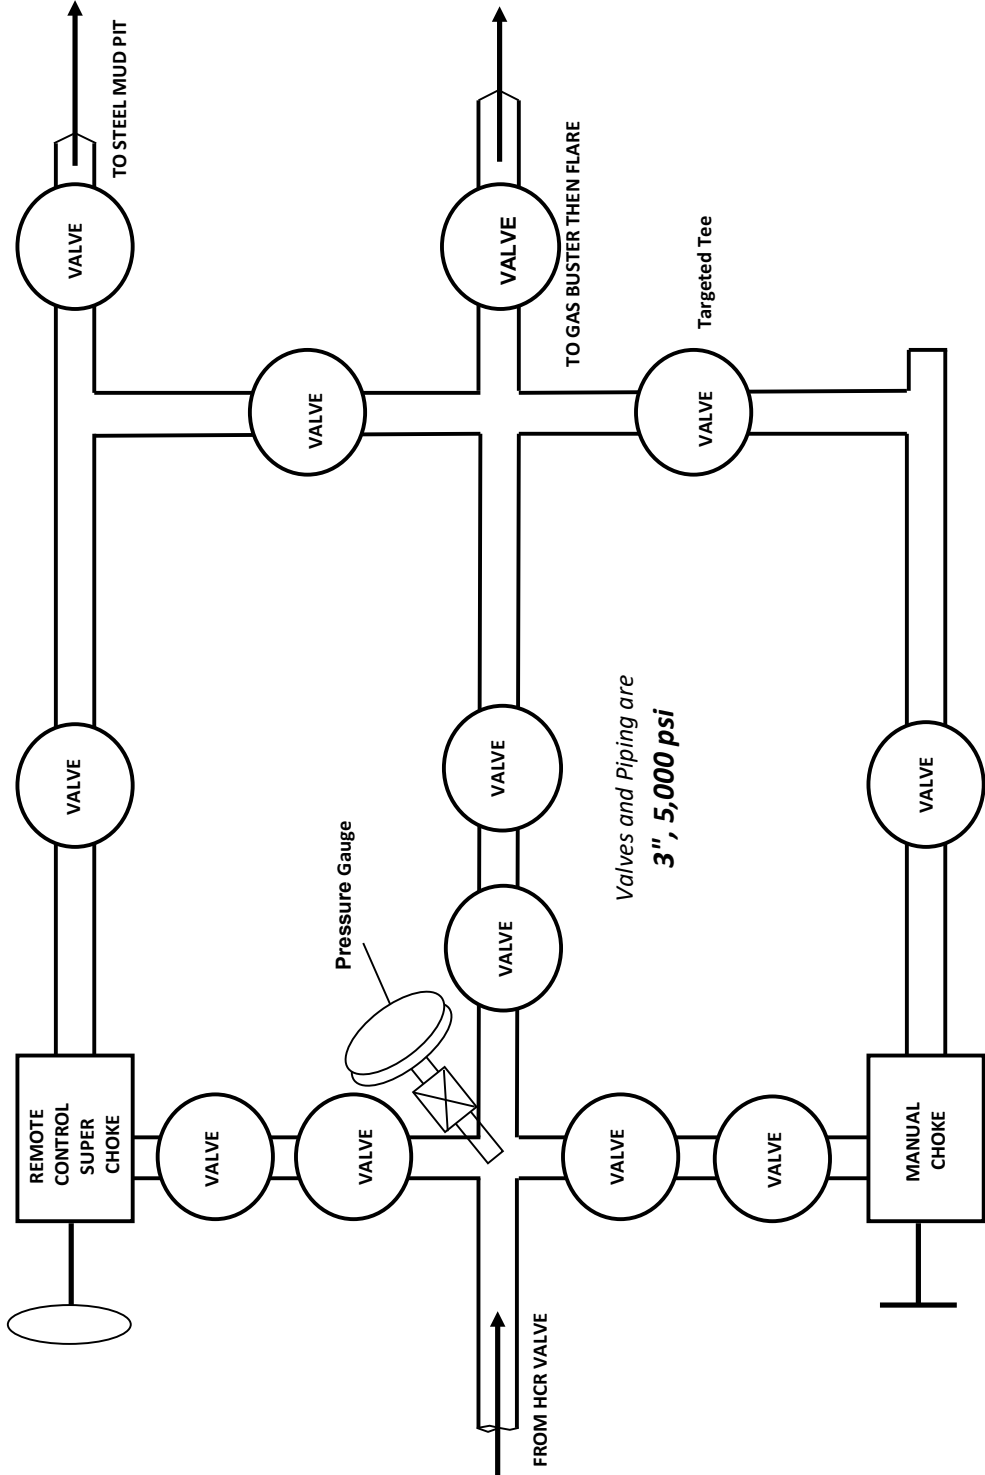 REMOTE
CONTROL
SUPER
CHOKE
VALVE
VALVE
TO STEEL MUD PIT
VALVE
VALVE
Pressure Gauge
VALVE
VALVE
VALVE
VALVE
FROM HCR VALVE
TO GAS BUSTER THEN FLARE
VALVE
Valves and Piping are
3", 5,000 psi
VALVE
Targeted Tee
VALVE
MANUAL
CHOKE
VALVE